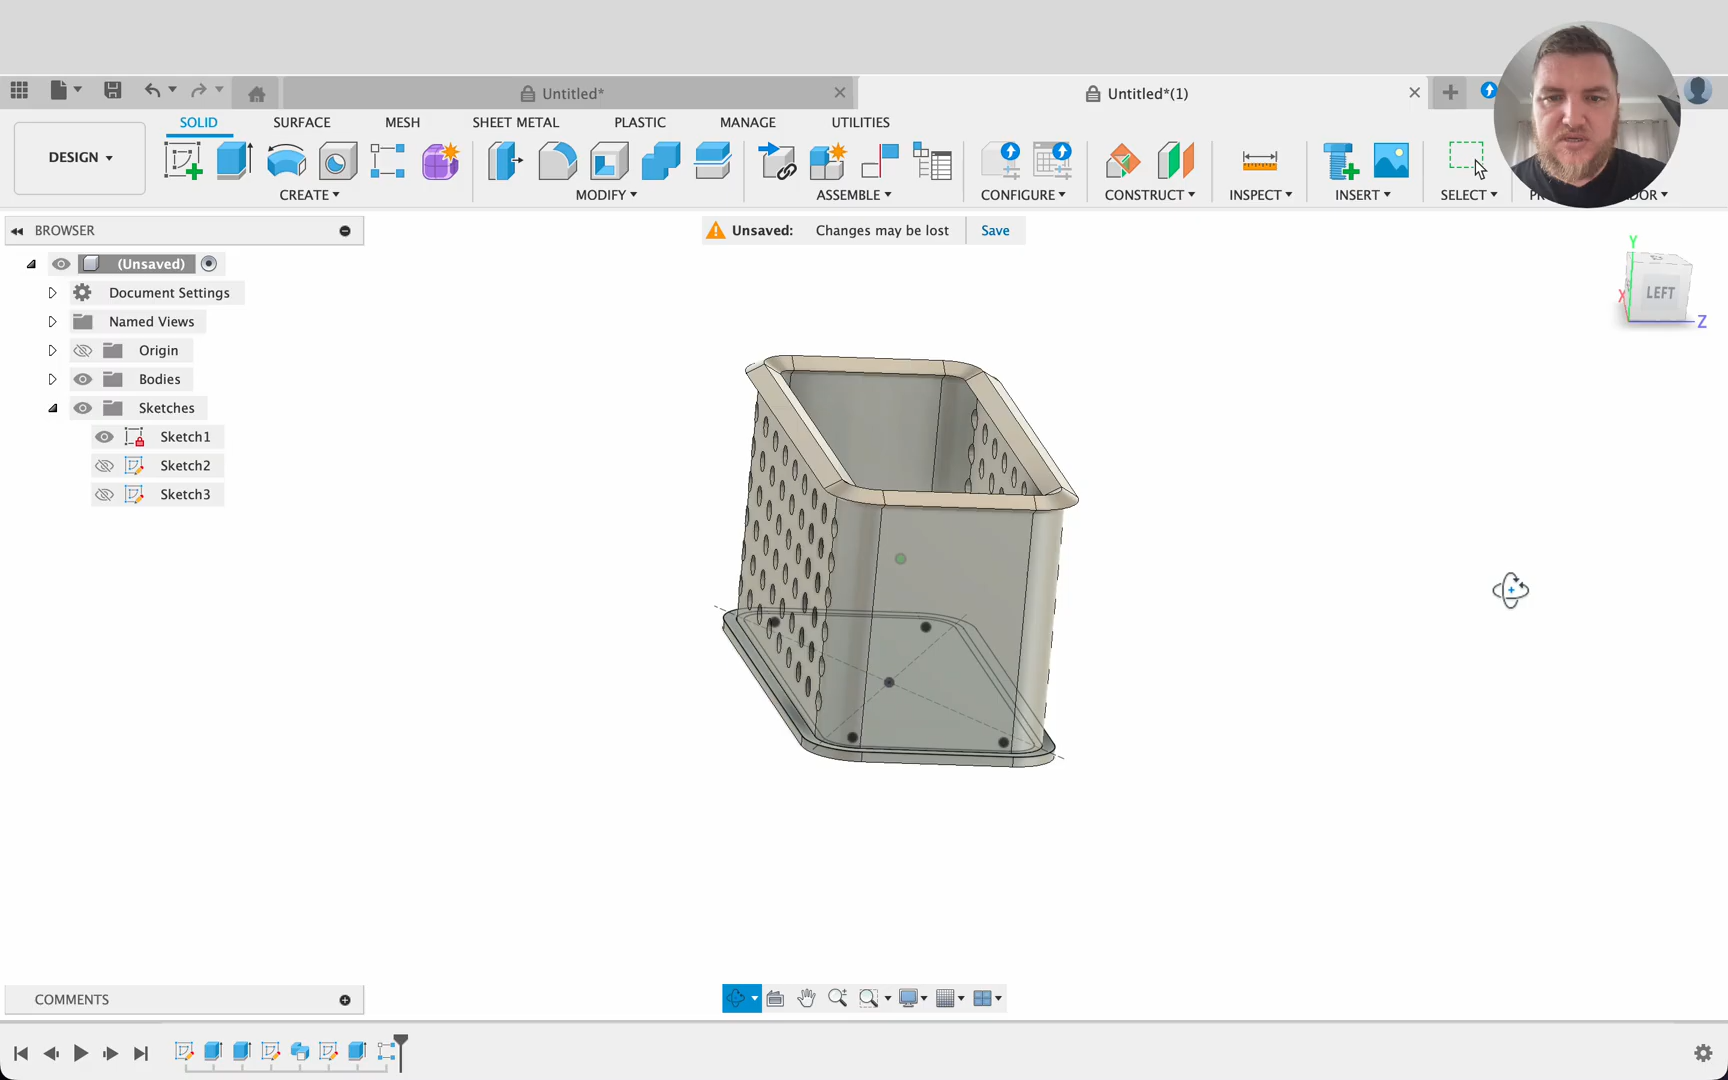 Untitled*
Untitled*(1)
SOLID
SURFACE
MESH
SHEET METAL
PLASTIC
MANAGE
UTILITIES
DESIGN
CREATE
MODIFY
ASSEMBLE
CONFIGURE
CONSTRUCT
INSPECT
INSERT
SELECT
BROWSER
Unsaved: Changes may be lost Save
(Unsaved)
Document Settings
Named Views
Origin
Bodies
Sketches
Sketch1
Sketch2
Sketch3
Y
X
LEFT
Z
COMMENTS